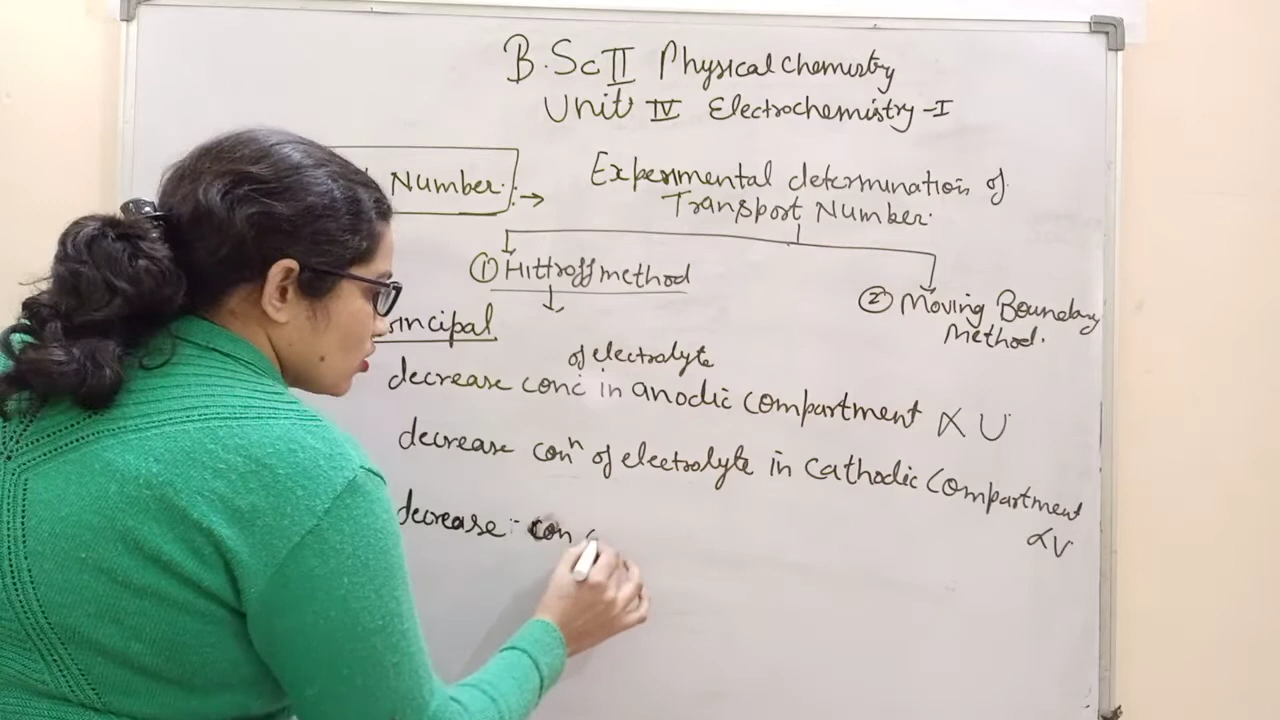 B.Sc II Physical Chemistry
Unit IV Electrochemistry-I
Number. →
Experimental determination of
Transport Number.
① Hittroff method
② Moving Boundary
Method.
rincipal
of electrolyte
decrease conc in anodic compartment ∝ U
decrease conⁿ of electrolyte in cathodic compartment
∝ V
decrease con